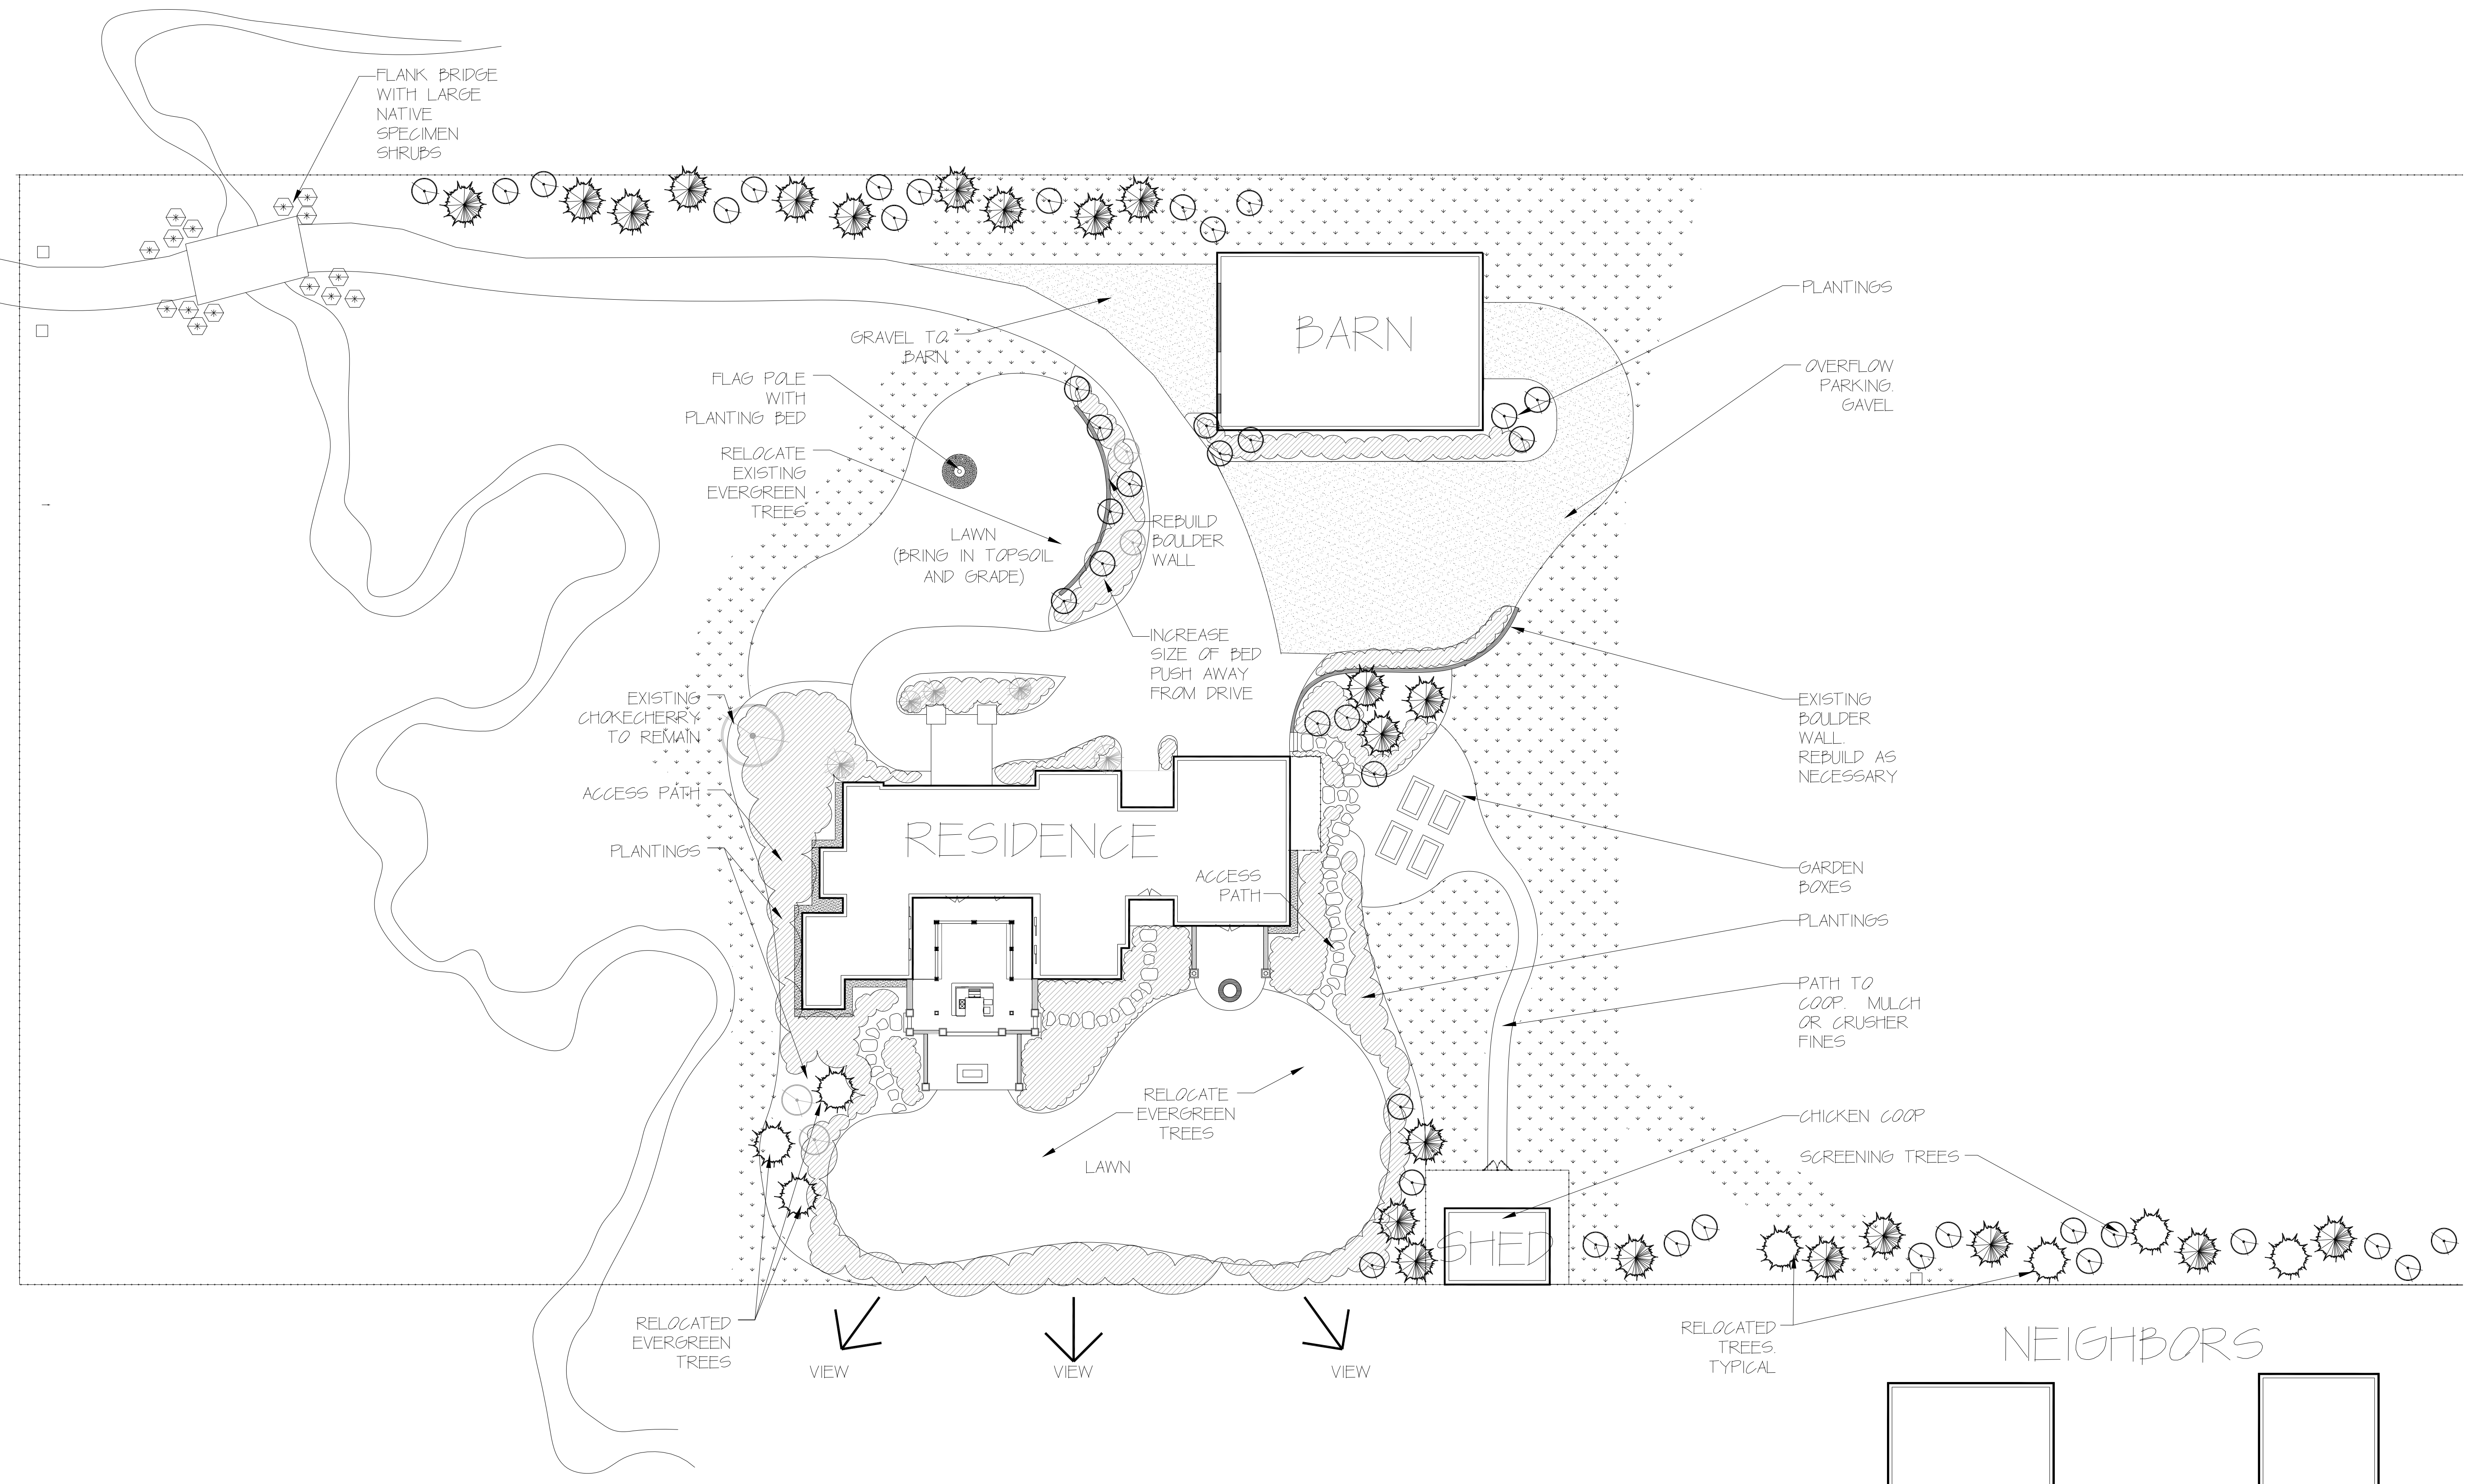 FLANK BRIDGE
WITH LARGE
NATIVE
SPECIMEN
SHRUBS
GRAVEL TO
BARN
BARN
PLANTINGS
OVERFLOW
PARKING.
GAVEL
FLAG POLE
WITH
PLANTING BED
RELOCATE
EXISTING
EVERGREEN
TREES
LAWN
(BRING IN TOPSOIL
AND GRADE)
REBUILD
BOULDER
WALL
INCREASE
SIZE OF BED
PUSH AWAY
FROM DRIVE
EXISTING
CHOKECHERRY
TO REMAIN
EXISTING
BOULDER
WALL.
REBUILD AS
NECESSARY
ACCESS PATH
PLANTINGS
RESIDENCE
ACCESS
PATH
GARDEN
BOXES
PLANTINGS
PATH TO
COOP. MULCH
OR CRUSHER
FINES
RELOCATE
EVERGREEN
TREES
LAWN
CHICKEN COOP
SCREENING TREES
SHED
RELOCATED
EVERGREEN
TREES
VIEW
VIEW
VIEW
RELOCATED
TREES.
TYPICAL
NEIGHBORS